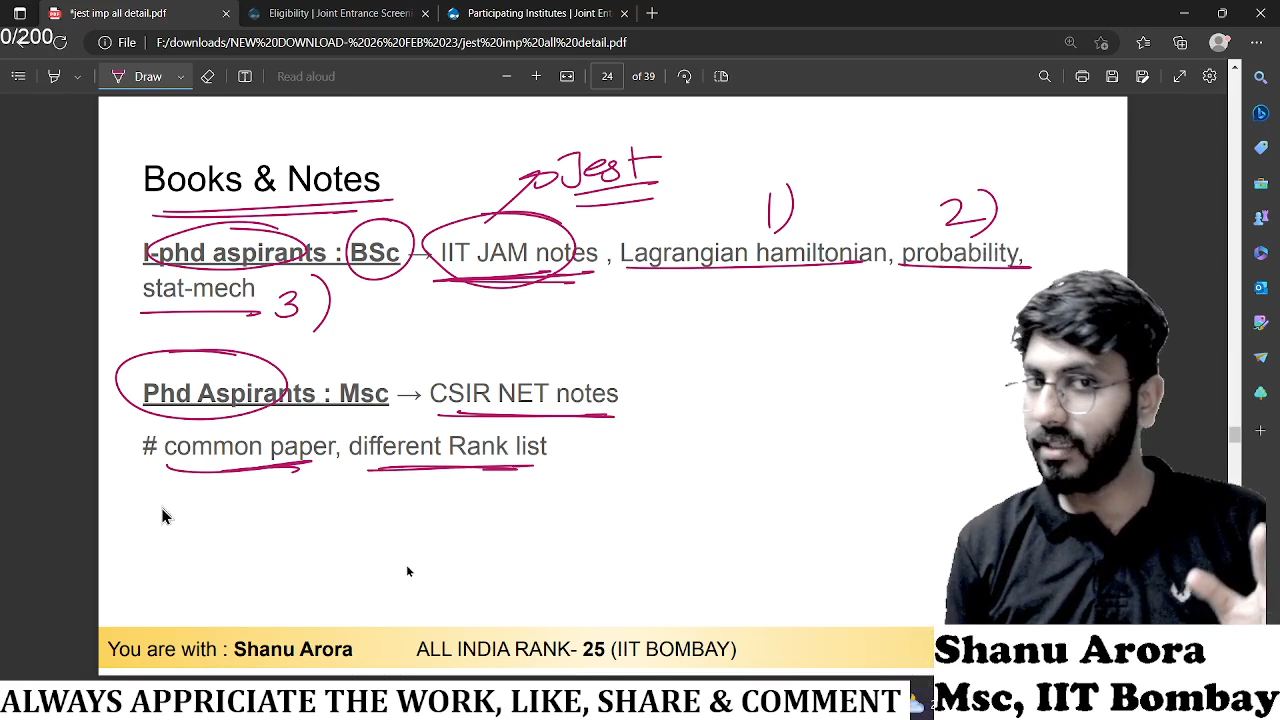 *jest imp all detail.pdf
Eligibility | Joint Entrance Screeni
Participating Institutes | Joint Ent
0/200
File
F:/downloads/NEW%20DOWNLOAD-%2026%20FEB%2023/jest%20imp%20all%20detail.pdf
Draw
Read aloud
24 of 39
Jest
Books & Notes
1) 2)
I-phd aspirants : BSc → IIT JAM notes , Lagrangian hamiltonian, probability,
stat-mech 3)
Phd Aspirants : Msc → CSIR NET notes
# common paper, different Rank list
You are with : Shanu Arora ALL INDIA RANK- 25 (IIT BOMBAY)
Shanu Arora
Msc, IIT Bombay
ALWAYS APPRICIATE THE WORK, LIKE, SHARE & COMMENT